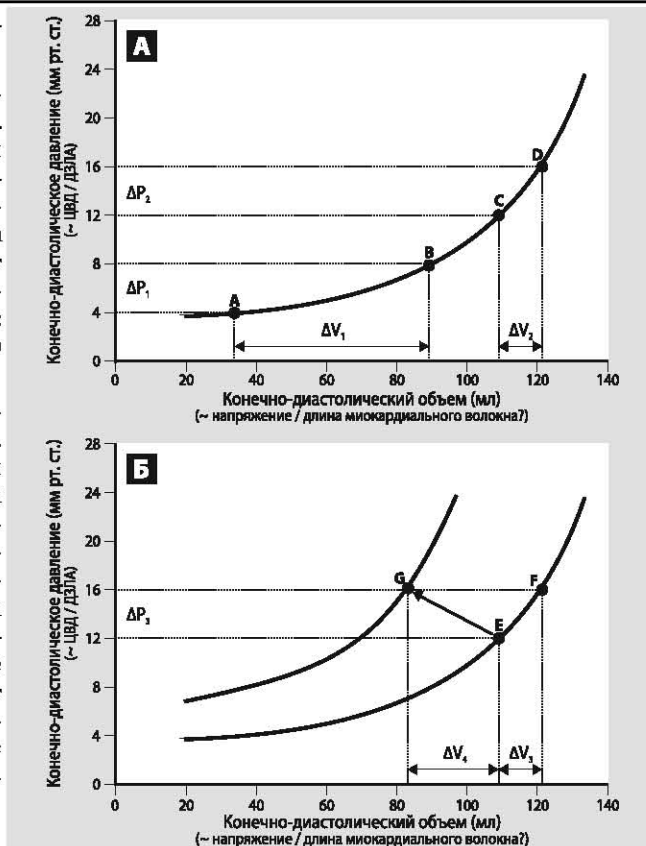 А
Конечно-диастолическое давление (мм рт. ст.)
(~ ЦВД / ДЗЛА)
28
24
20
16
12
8
4
0
ΔP₂
ΔP₁
A
B
C
D
ΔV₁
ΔV₂
0 20 40 60 80 100 120 140
Конечно-диастолический объем (мл)
(~ напряжение / длина миокардиального волокна?)
Б
Конечно-диастолическое давление (мм рт. ст.)
(~ ЦВД / ДЗЛА)
28
24
20
16
12
8
4
0
ΔP₃
G
F
E
ΔV₄
ΔV₃
0 20 40 60 80 100 120 140
Конечно-диастолический объем (мл)
(~ напряжение / длина миокардиального волокна?)